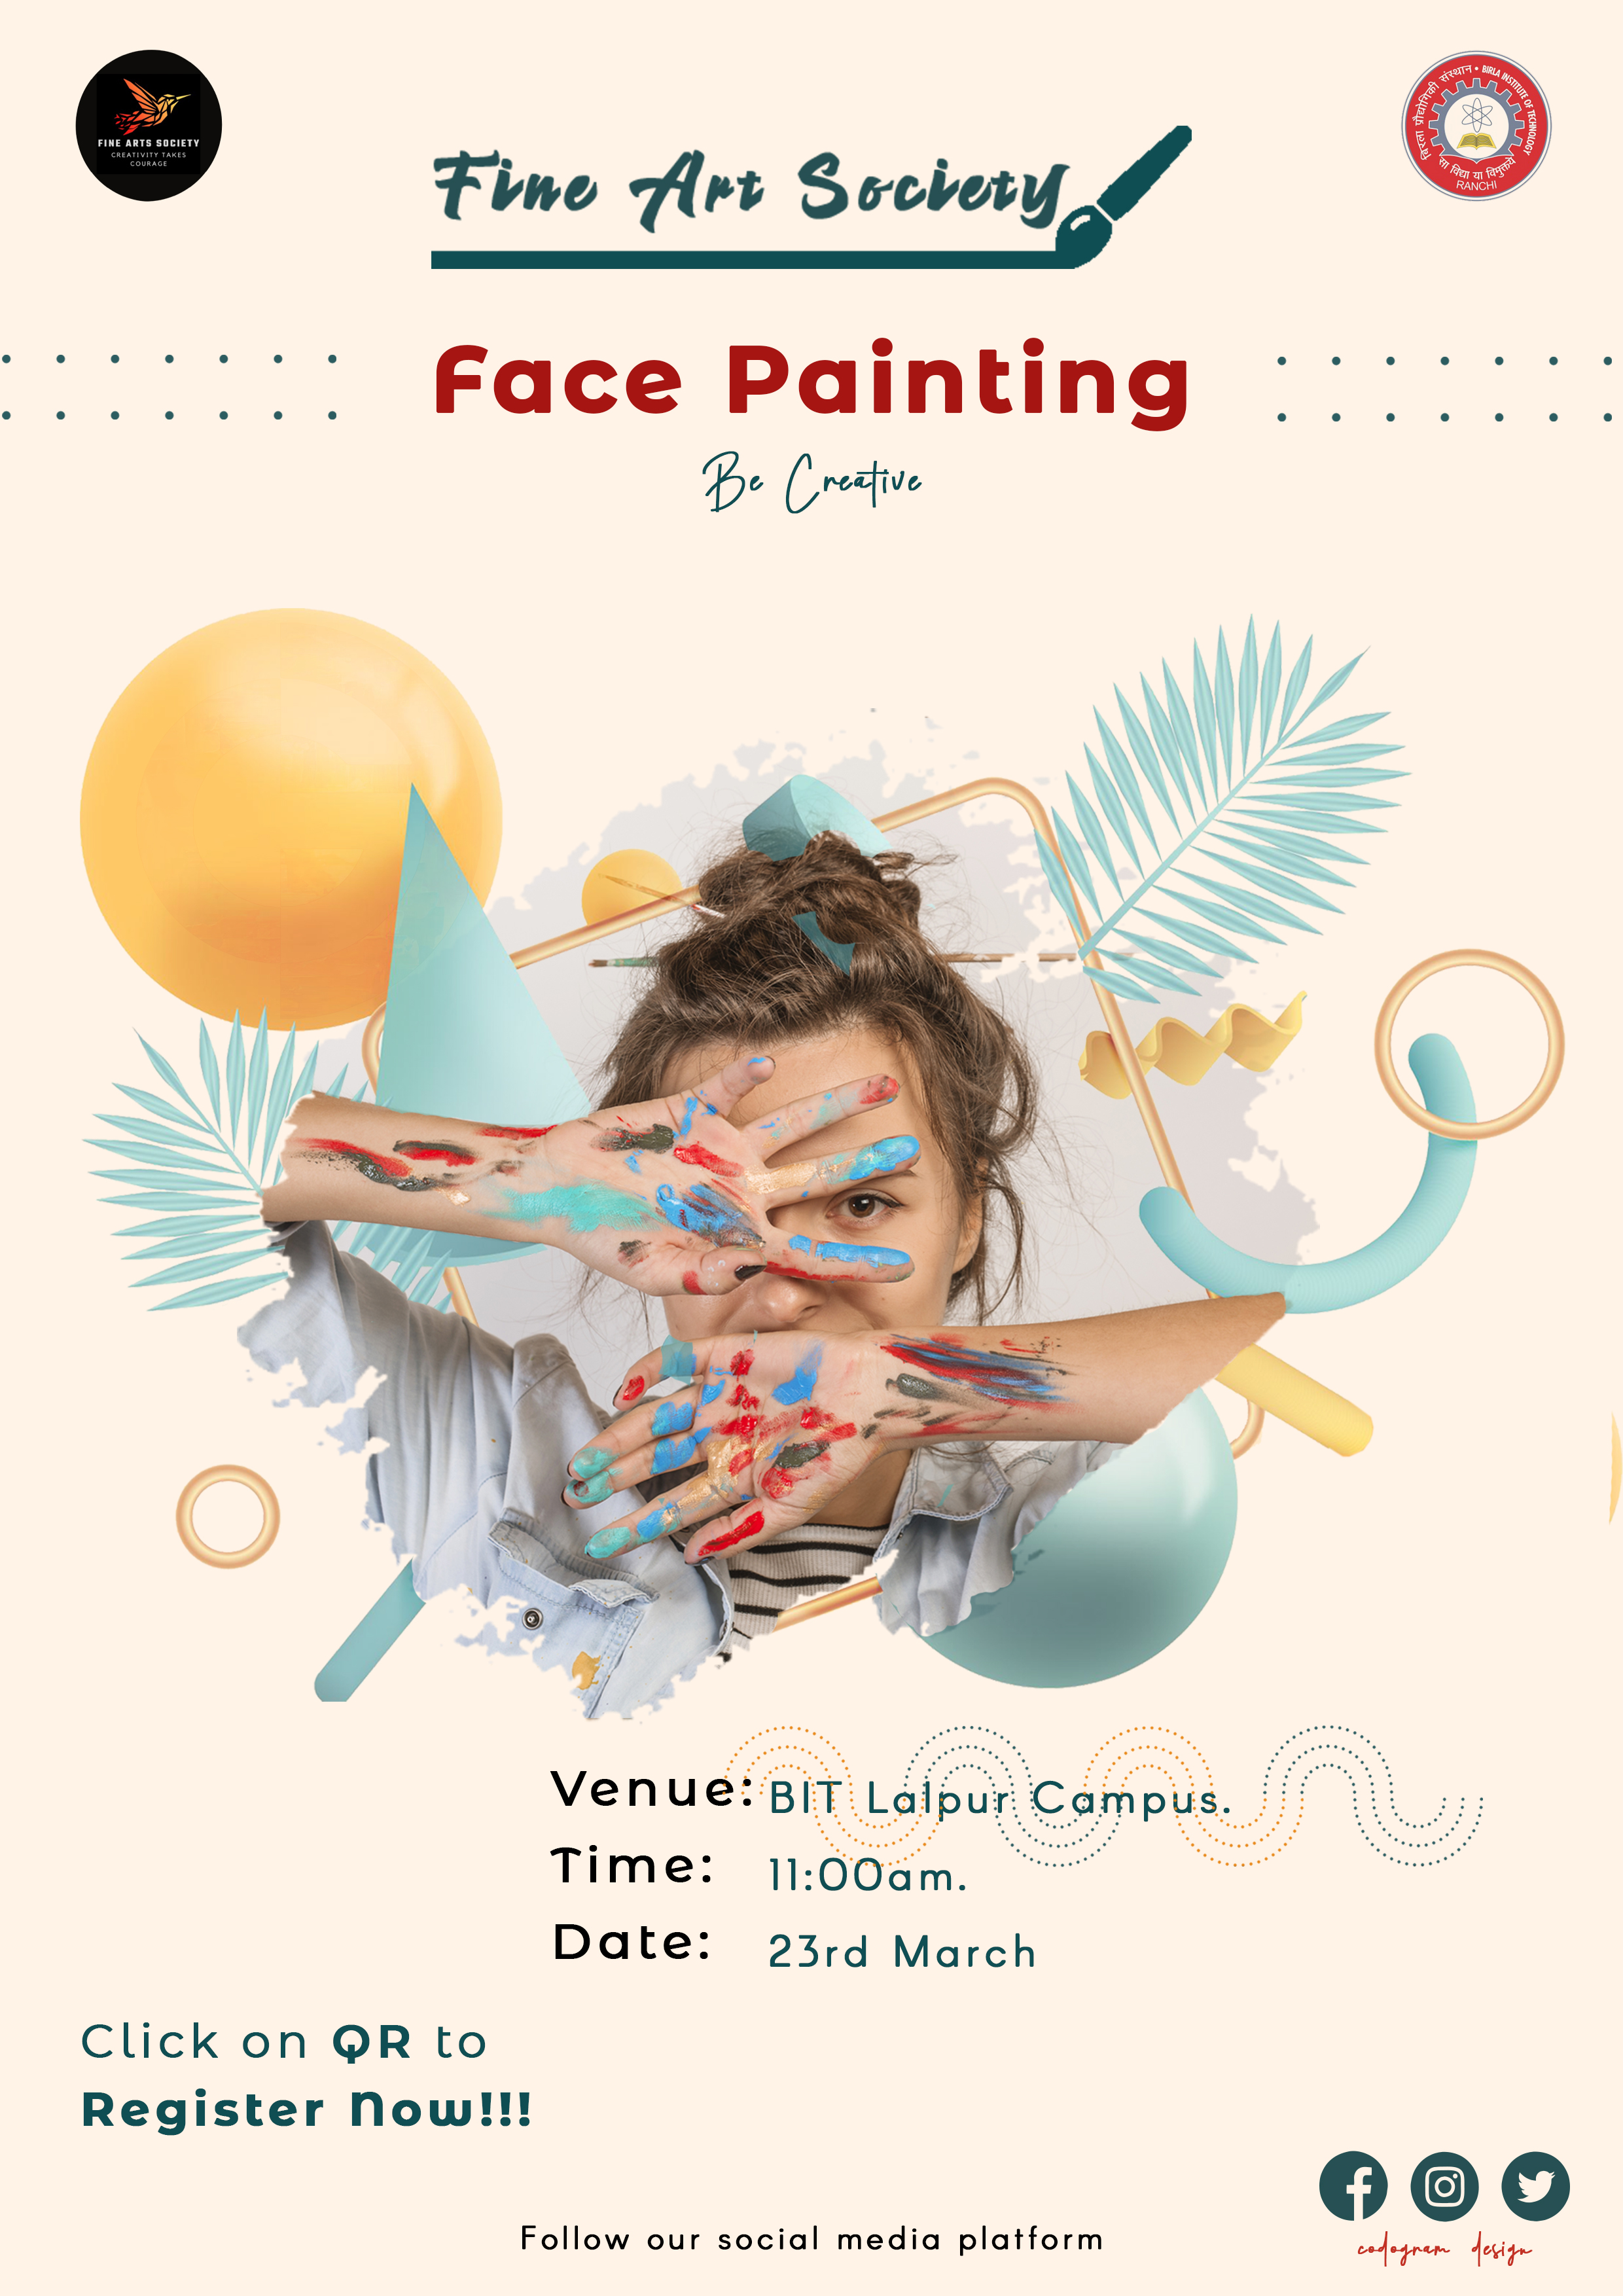 FINE ARTS SOCIETY
CREATIVITY TAKES
COURAGE
बिरला प्रौद्योगिकी संस्थान • BIRLA INSTITUTE OF TECHNOLOGY
सा विद्या या विमुक्तये
RANCHI
Fine Art Society
Face Painting
Be Creative
Venue: BIT Lalpur Campus.
Time: 11:00am.
Date: 23rd March
Click on QR to
Register Now!!!
Follow our social media platform
codogram design